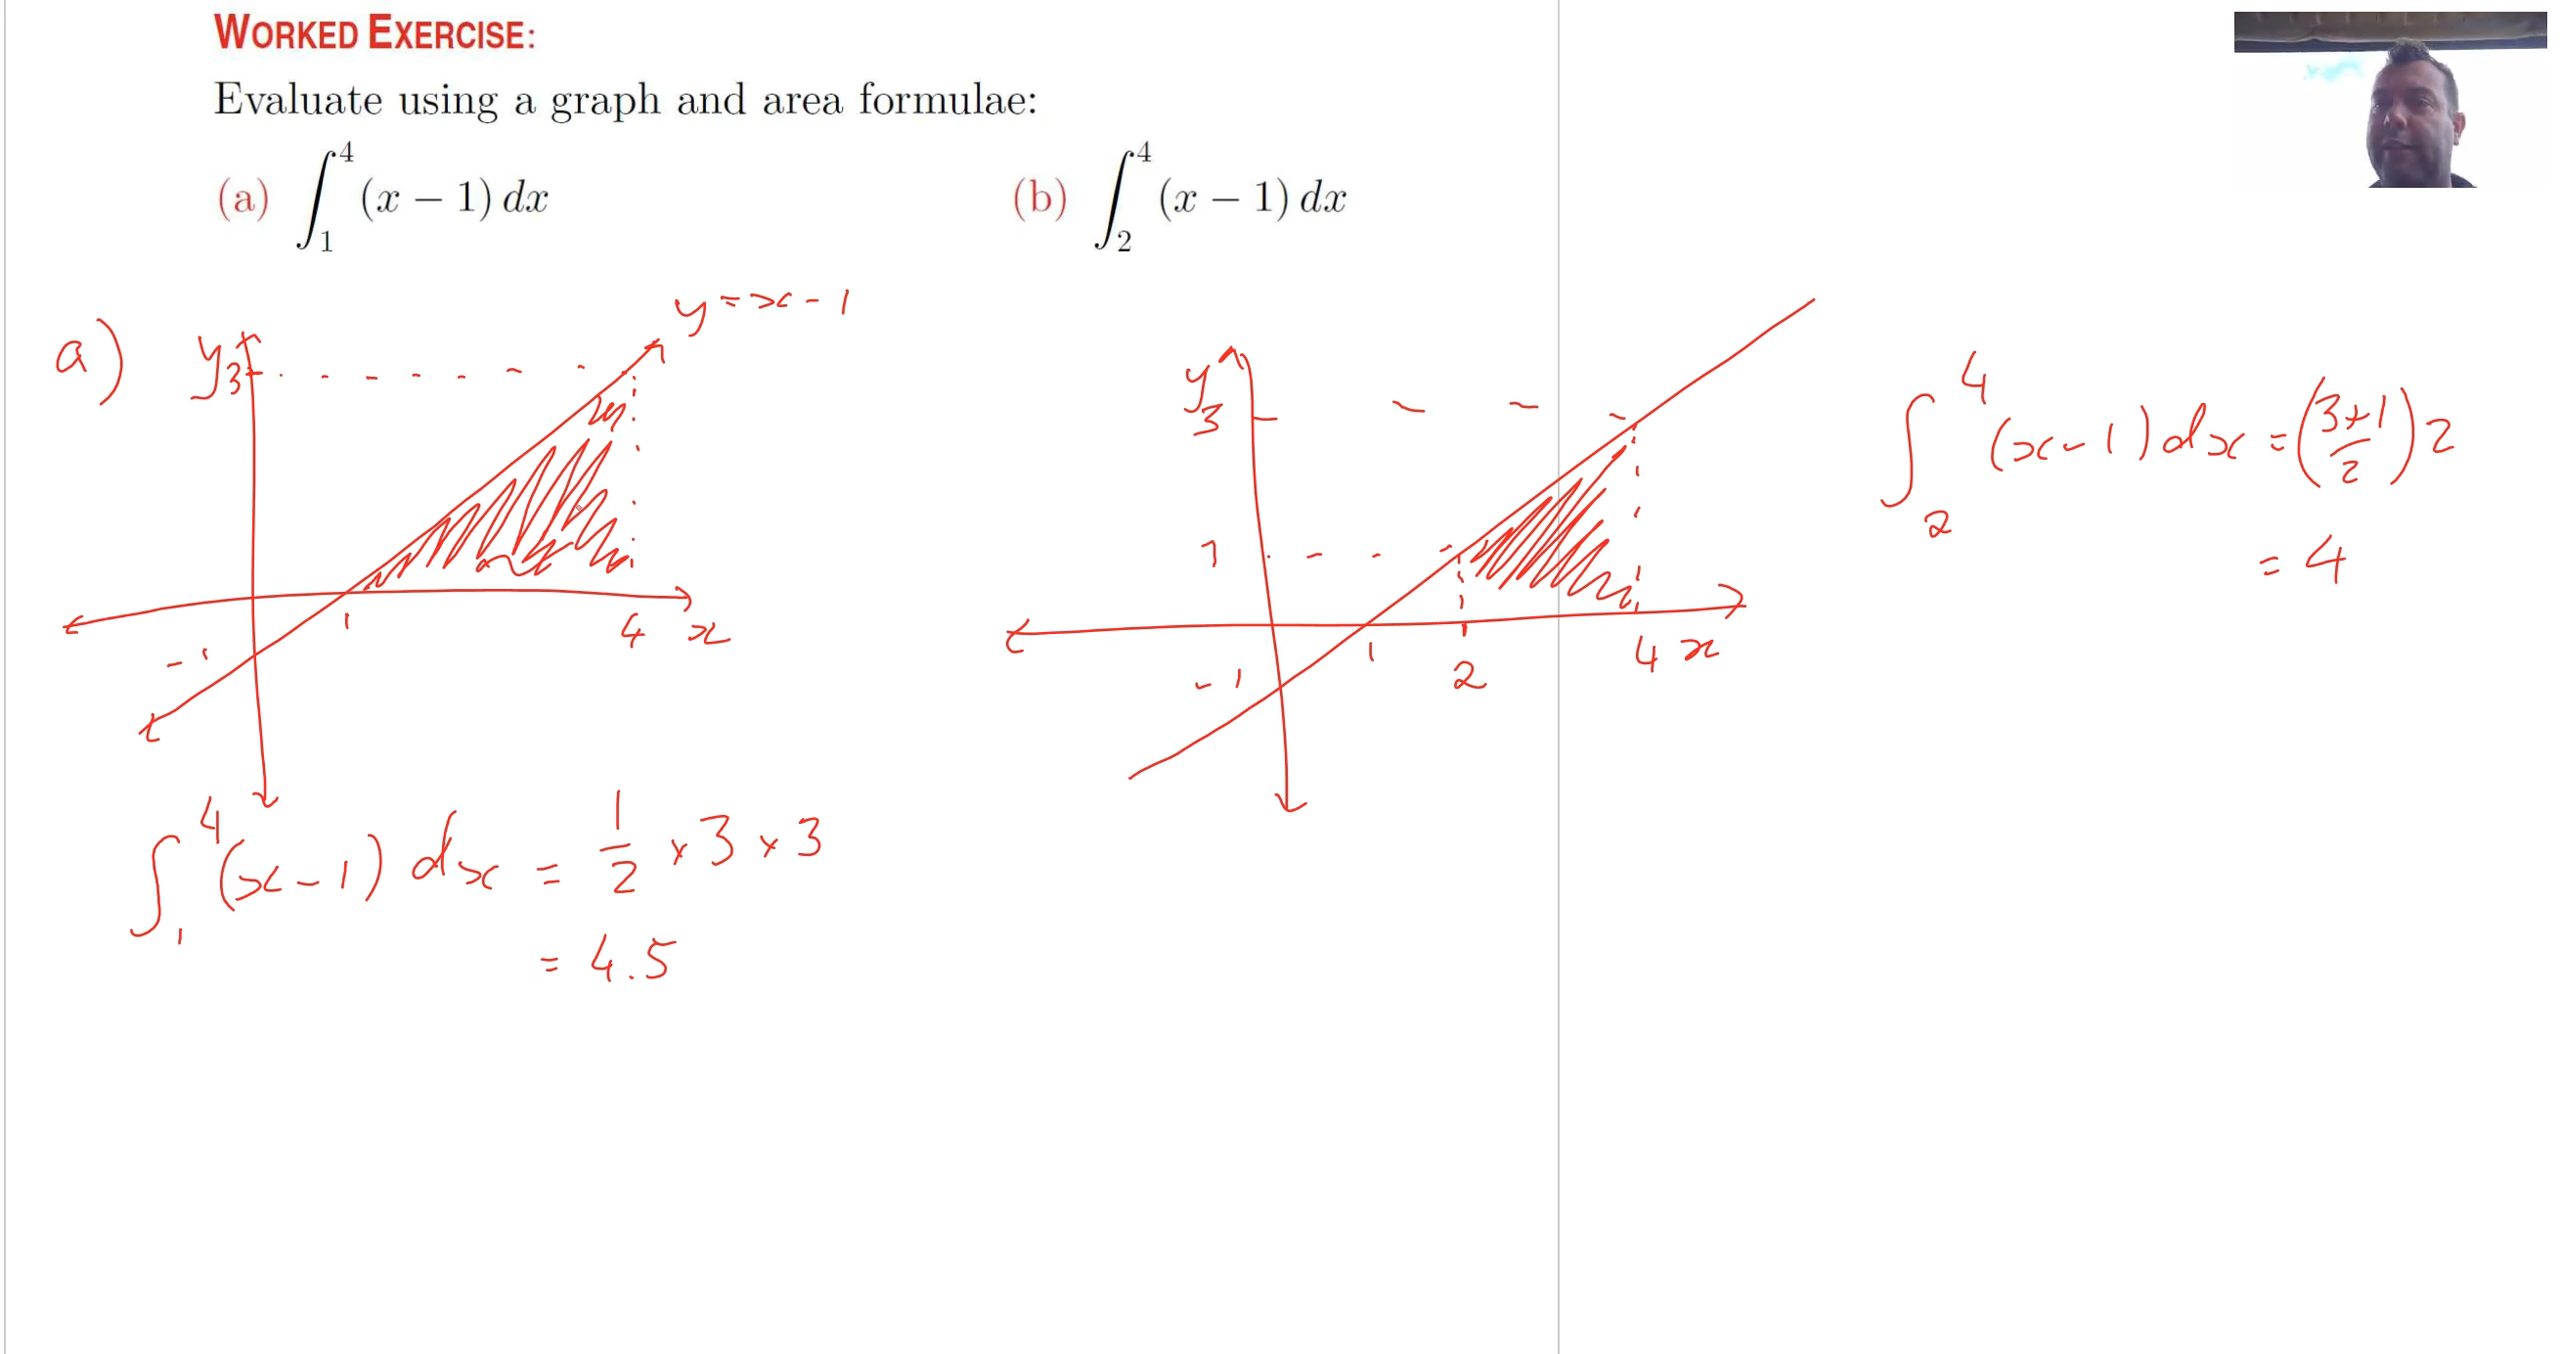 WORKED EXERCISE:
Evaluate using a graph and area formulae:
(a) ∫₁⁴ (x − 1) dx
(b) ∫₂⁴ (x − 1) dx
a)
y
3
y = x - 1
-1
1
4
x
∫₁⁴ (x-1) dx = 1/2 × 3 × 3
= 4.5
y
3
1
-1
1
2
4
x
∫₂⁴ (x-1) dx = ((3+1)/2) 2
= 4